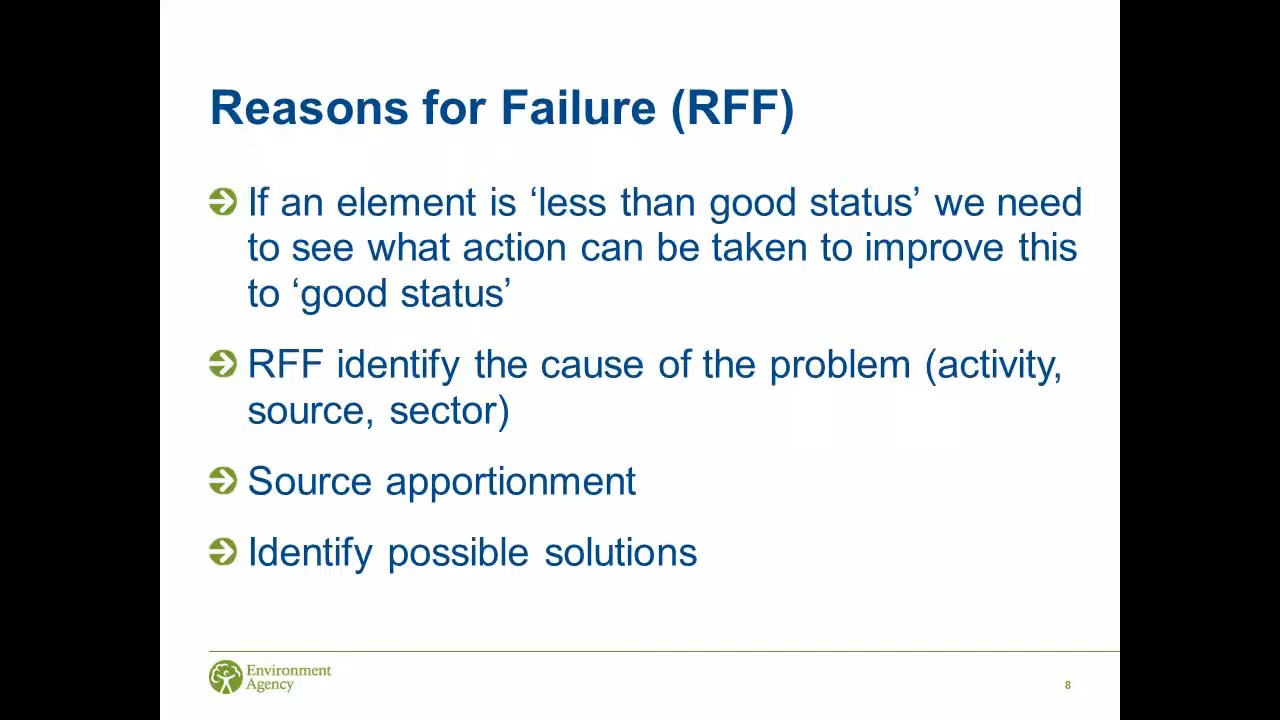 Reasons for Failure (RFF)
If an element is ‘less than good status’ we need
to see what action can be taken to improve this
to ‘good status’
RFF identify the cause of the problem (activity,
source, sector)
Source apportionment
Identify possible solutions
Environment
Agency
8